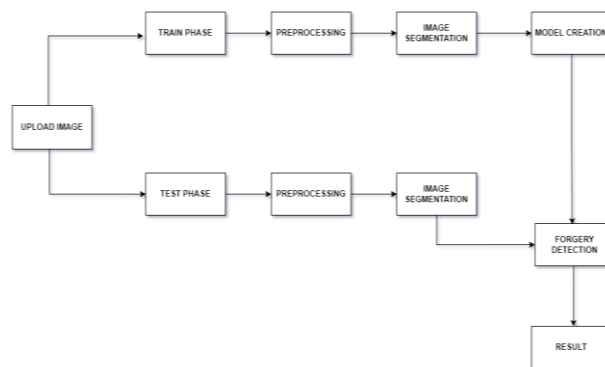 TRAIN PHASE
PREPROCESSING
IMAGE
SEGMENTATION
MODEL CREATION
UPLOAD IMAGE
TEST PHASE
PREPROCESSING
IMAGE
SEGMENTATION
FORGERY
DETECTION
RESULT